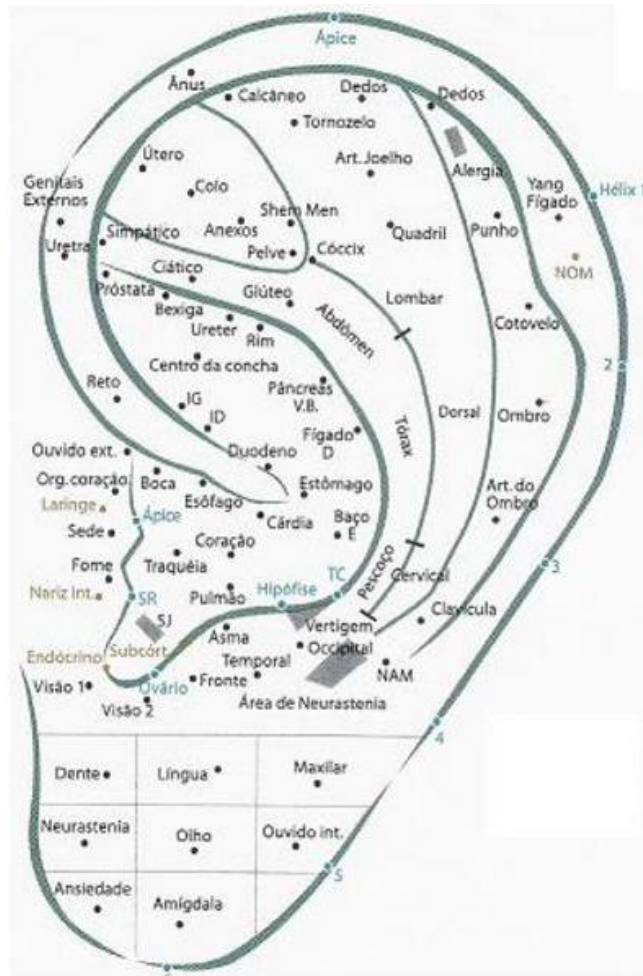 Ápice
Ânus
Calcâneo
Dedos
Dedos
Tornozelo
Útero
Art. Joelho
Alergia
Genitais
Externos
Colo
Yang
Fígado
Hélix 1
Shem Men
Simpático
Anexos
Quadril
Punho
Uretra
Pelve
Cóccix
NOM
Próstata
Ciático
Glúteo
Lombar
Bexiga
Ureter
Rim
Abdômen
Cotovelo
Centro da concha
2
Reto
IG
Pâncreas
V.B.
ID
Tórax
Dorsal
Ombro
Fígado
D
Ouvido ext.
Duodeno
Org.coração
Boca
Esôfago
Estômago
Art. do
Ombro
Laringe
Ápice
Cárdia
Baço
E
Sede
Coração
Traquéia
Fome
Pescoço
Cervical
3
Nariz Int.
SR
Pulmão
Hipófise
TC
Clavícula
SJ
Asma
Vertigem
Occipital
Endócrino
Subcórt.
Temporal
NAM
Visão 1
Ovário
Fronte
Visão 2
Área de Neurastenia
4
Dente
Língua
Maxilar
Neurastenia
Olho
Ouvido int.
5
Ansiedade
Amígdala